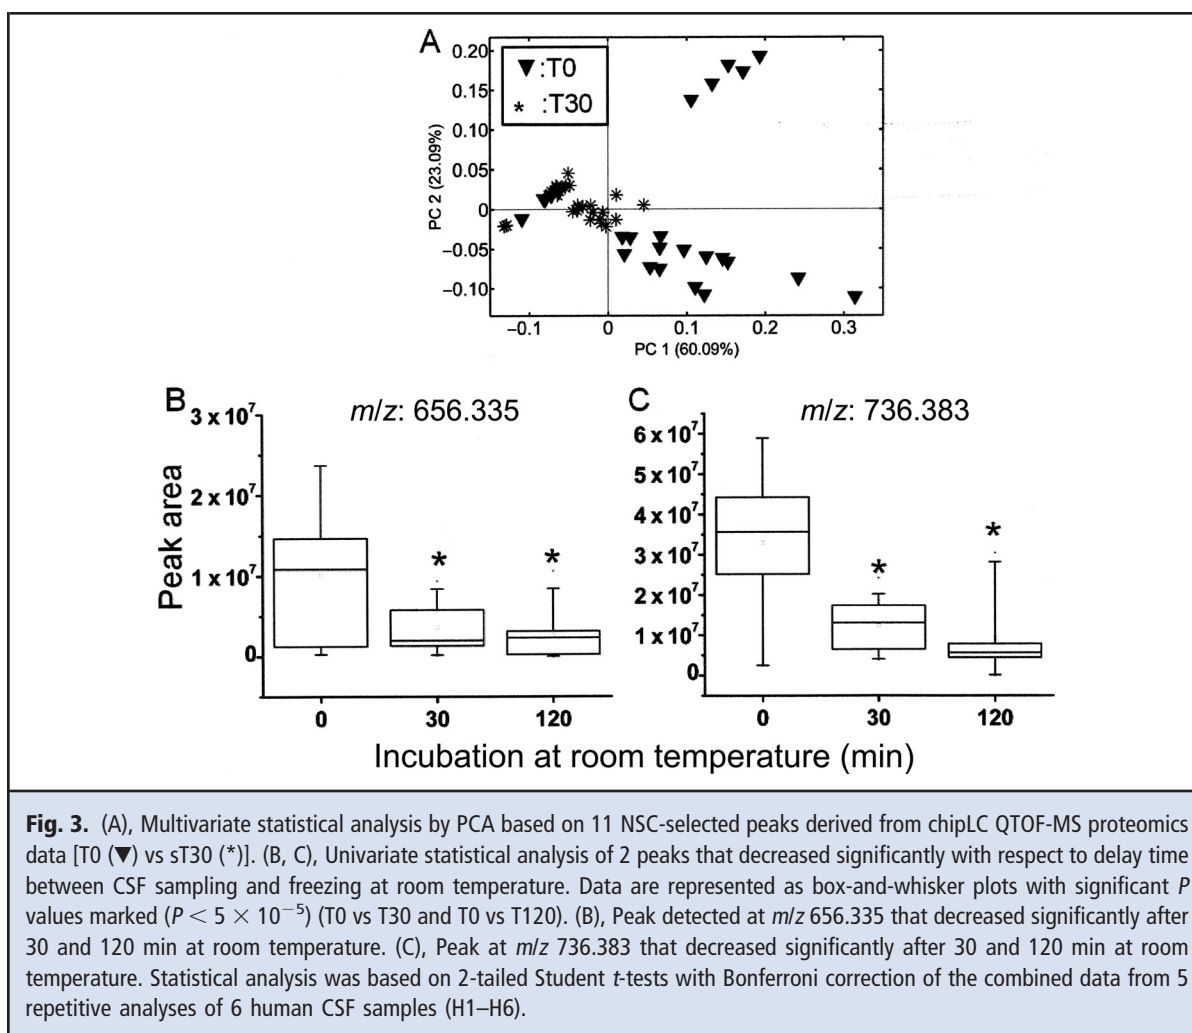 A
▼:T0
*:T30
0.20
0.15
0.10
0.05
0
−0.05
−0.10
PC 2 (23.09%)
−0.1 0 0.1 0.2 0.3
PC 1 (60.09%)
B
m/z: 656.335
3 x 10⁷
2 x 10⁷
1 x 10⁷
0
Peak area
* *
0 30 120
C
m/z: 736.383
6 x 10⁷
5 x 10⁷
4 x 10⁷
3 x 10⁷
2 x 10⁷
1 x 10⁷
0
* *
0 30 120
Incubation at room temperature (min)
Fig. 3. (A), Multivariate statistical analysis by PCA based on 11 NSC-selected peaks derived from chipLC QTOF-MS proteomics
data [T0 (▼) vs sT30 (*)]. (B, C), Univariate statistical analysis of 2 peaks that decreased significantly with respect to delay time
between CSF sampling and freezing at room temperature. Data are represented as box-and-whisker plots with significant P
values marked (P < 5 × 10⁻⁵) (T0 vs T30 and T0 vs T120). (B), Peak detected at m/z 656.335 that decreased significantly after
30 and 120 min at room temperature. (C), Peak at m/z 736.383 that decreased significantly after 30 and 120 min at room
temperature. Statistical analysis was based on 2-tailed Student t-tests with Bonferroni correction of the combined data from 5
repetitive analyses of 6 human CSF samples (H1–H6).